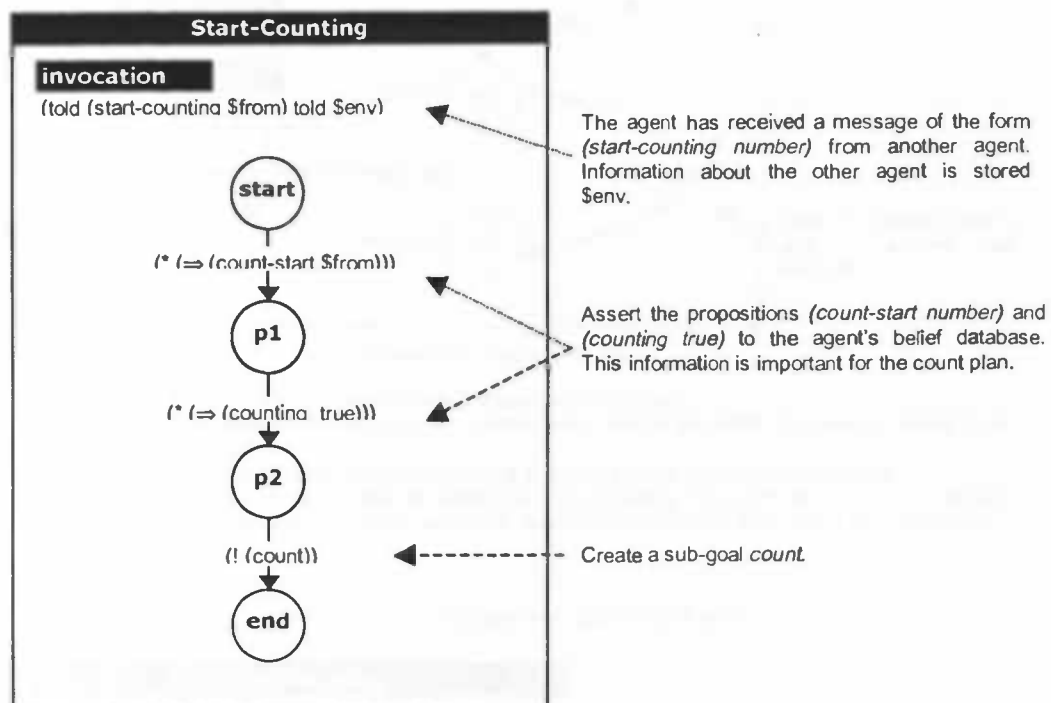 Start-Counting
invocation
(told (start-counting $from) told $env)
The agent has received a message of the form
(start-counting number) from another agent.
Information about the other agent is stored
$env.
start
(* (⇒ (count-start $from)))
p1
Assert the propositions (count-start number) and
(counting true) to the agent's belief database.
This information is important for the count plan.
(* (⇒ (counting true)))
p2
(! (count))
Create a sub-goal count.
end